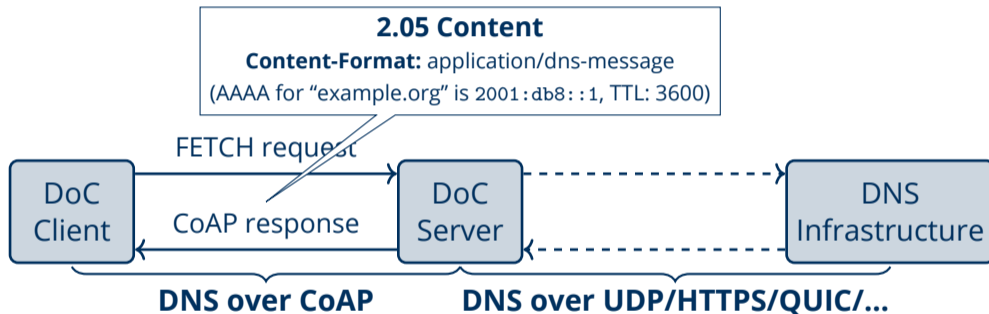 2.05 Content
Content-Format: application/dns-message
(AAAA for “example.org” is 2001:db8::1, TTL: 3600)
FETCH request
DoC
Client
CoAP response
DoC
Server
DNS
Infrastructure
DNS over CoAP
DNS over UDP/HTTPS/QUIC/...